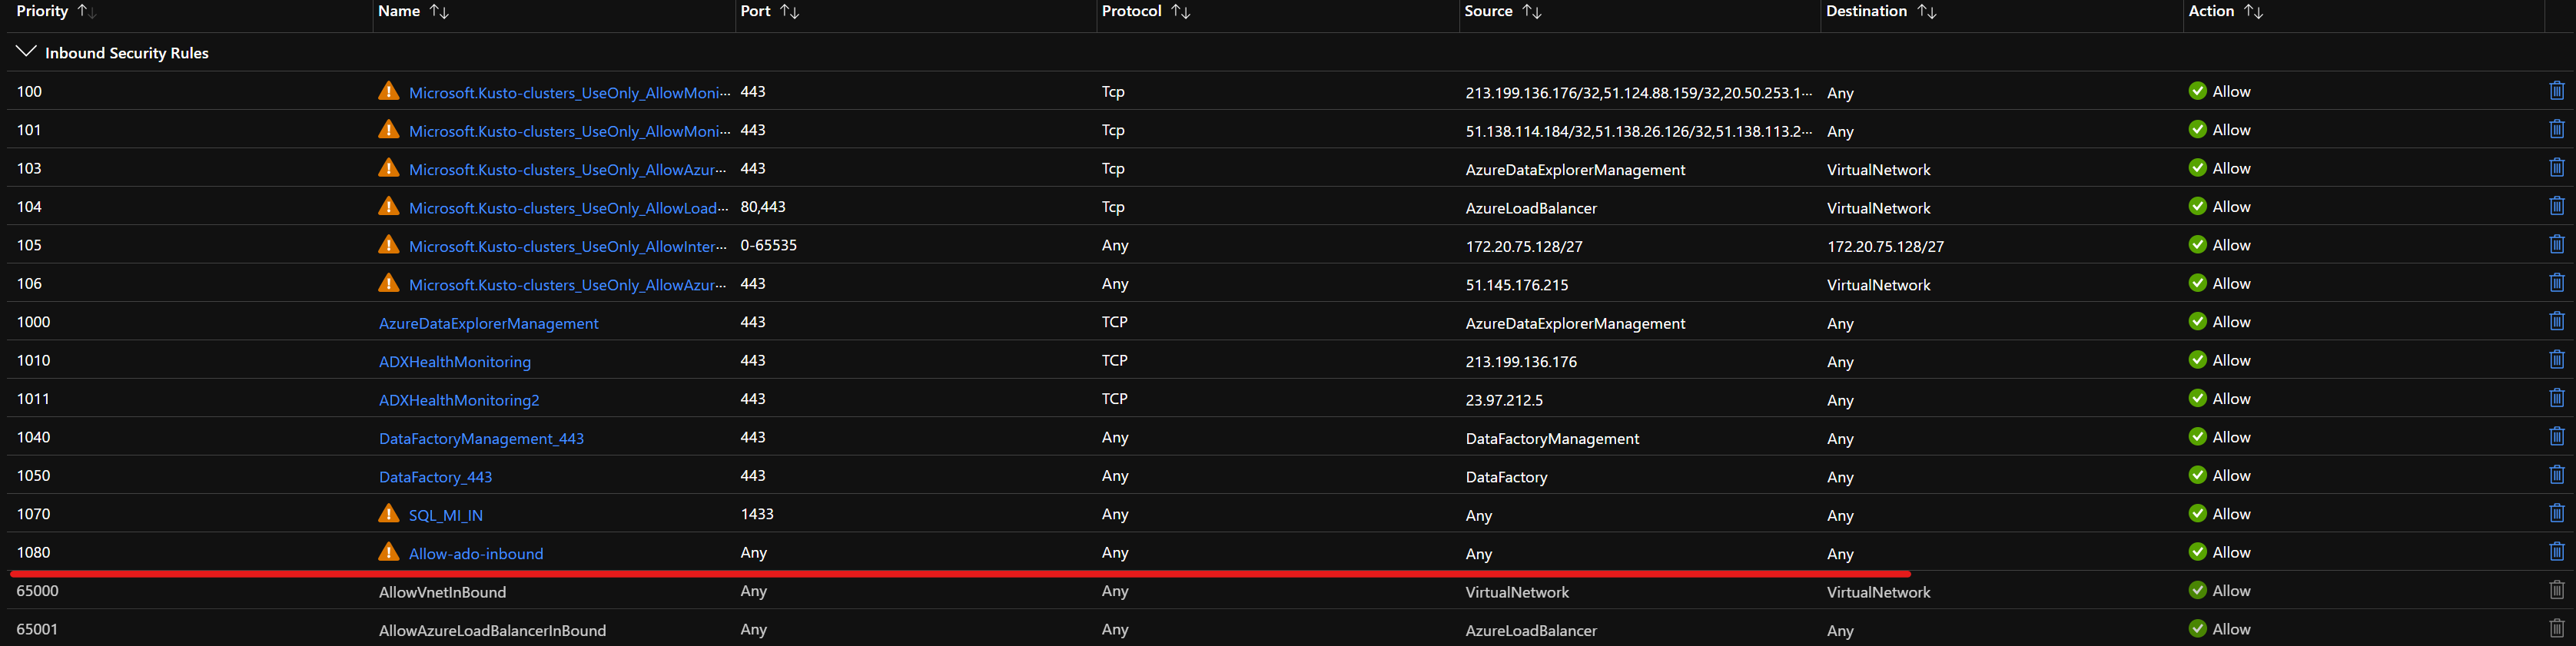 Priority Name Port Protocol Source Destination Action
Inbound Security Rules
100 Microsoft.Kusto-clusters_UseOnly_AllowMoni··· 443 Tcp 213.199.136.176/32,51.124.88.159/32,20.50.253.1··· Any Allow
101 Microsoft.Kusto-clusters_UseOnly_AllowMoni··· 443 Tcp 51.138.114.184/32,51.138.26.126/32,51.138.113.2··· Any Allow
103 Microsoft.Kusto-clusters_UseOnly_AllowAzur··· 443 Tcp AzureDataExplorerManagement VirtualNetwork Allow
104 Microsoft.Kusto-clusters_UseOnly_AllowLoad··· 80,443 Tcp AzureLoadBalancer VirtualNetwork Allow
105 Microsoft.Kusto-clusters_UseOnly_AllowInter··· 0-65535 Any 172.20.75.128/27 172.20.75.128/27 Allow
106 Microsoft.Kusto-clusters_UseOnly_AllowAzur··· 443 Any 51.145.176.215 VirtualNetwork Allow
1000 AzureDataExplorerManagement 443 TCP AzureDataExplorerManagement Any Allow
1010 ADXHealthMonitoring 443 TCP 213.199.136.176 Any Allow
1011 ADXHealthMonitoring2 443 TCP 23.97.212.5 Any Allow
1040 DataFactoryManagement_443 443 Any DataFactoryManagement Any Allow
1050 DataFactory_443 443 Any DataFactory Any Allow
1070 SQL_MI_IN 1433 Any Any Any Allow
1080 Allow-ado-inbound Any Any Any Any Allow
65000 AllowVnetInBound Any Any VirtualNetwork VirtualNetwork Allow
65001 AllowAzureLoadBalancerInBound Any Any AzureLoadBalancer Any Allow